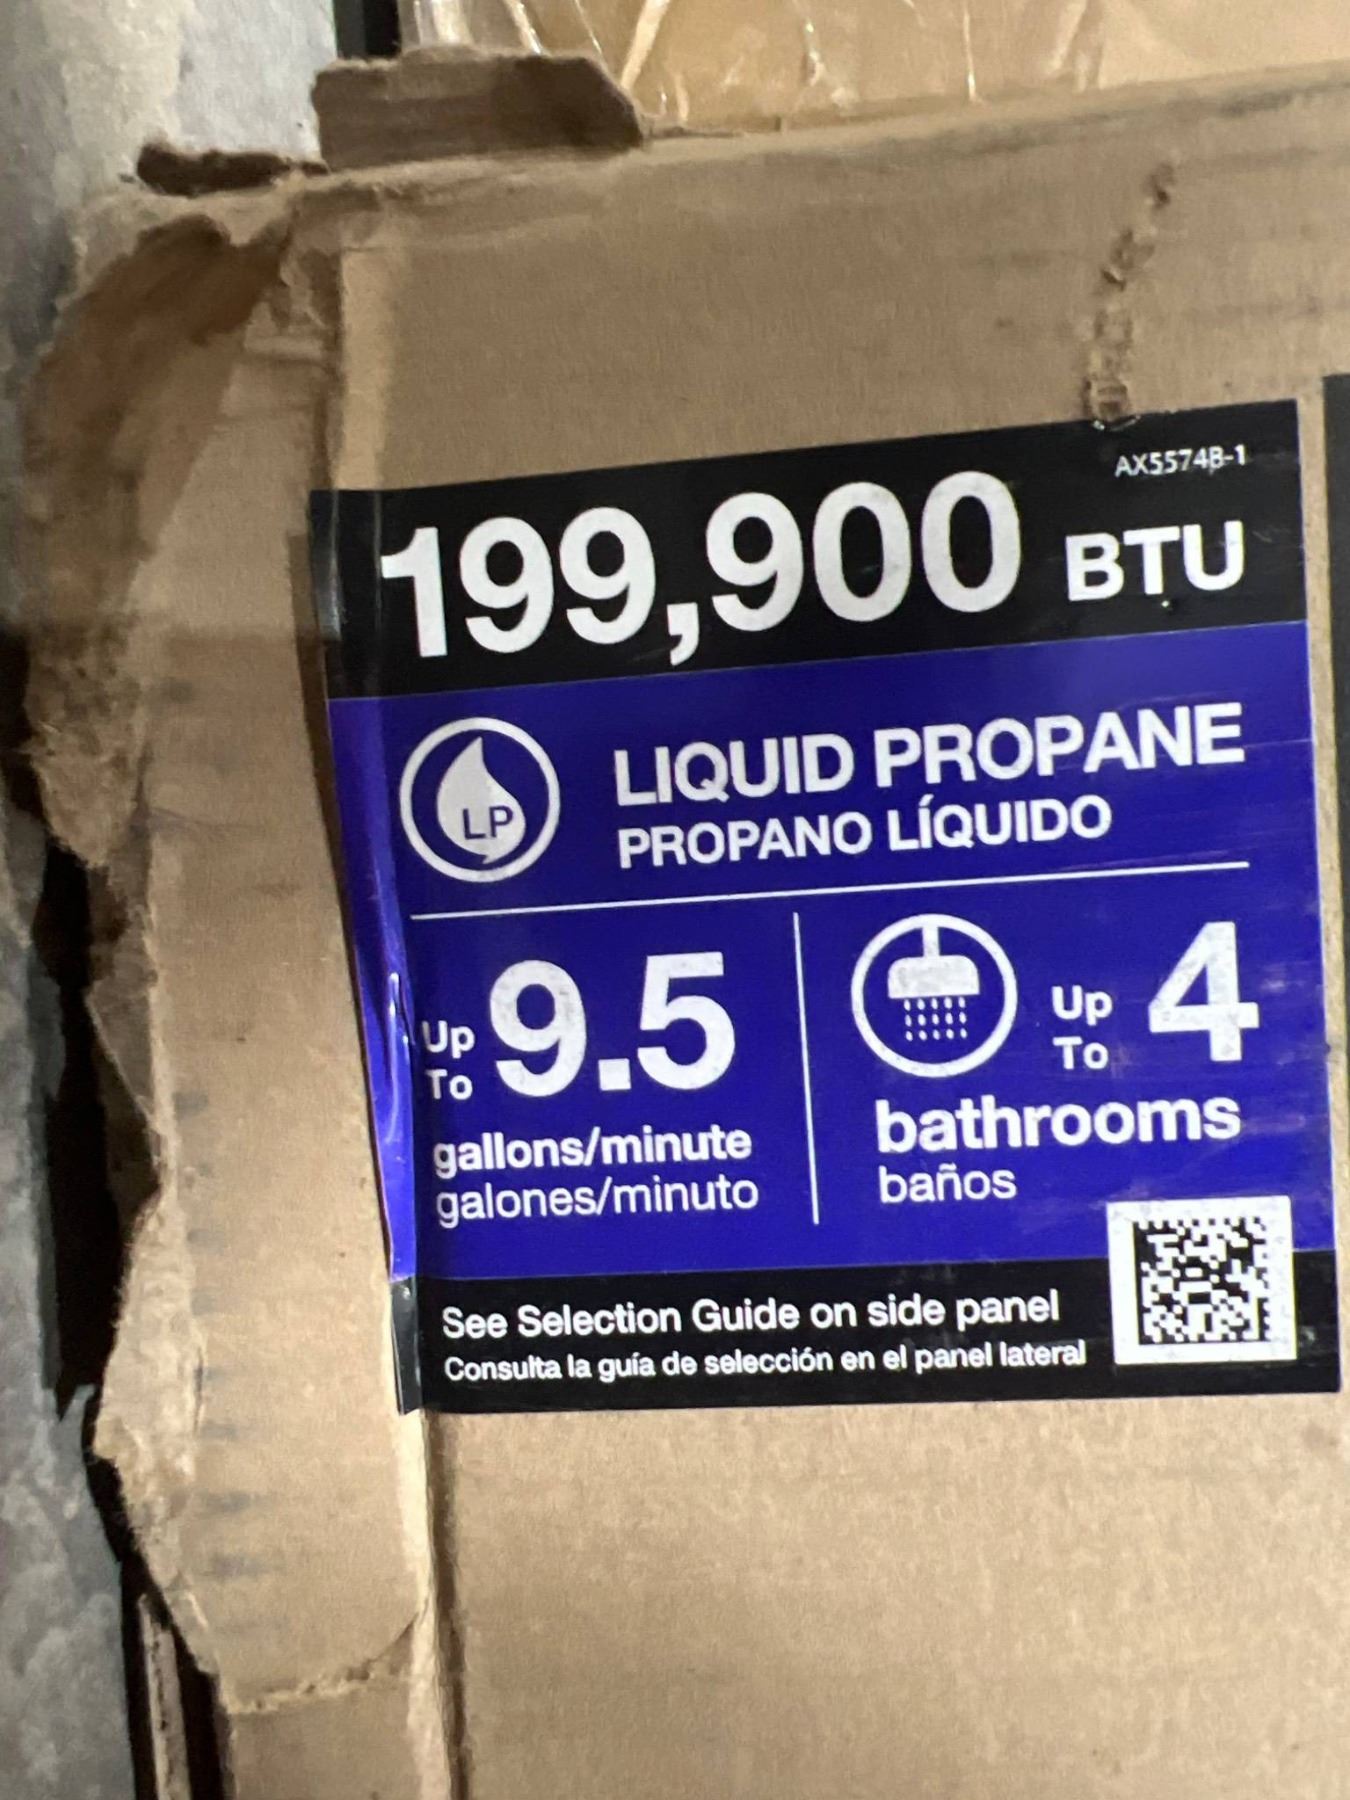 AX5574B-1
199,900 BTU
LP
LIQUID PROPANE
PROPANO LÍQUIDO
Up To 9.5
gallons/minute
galones/minuto
Up To 4
bathrooms
baños
See Selection Guide on side panel
Consulta la guía de selección en el panel lateral